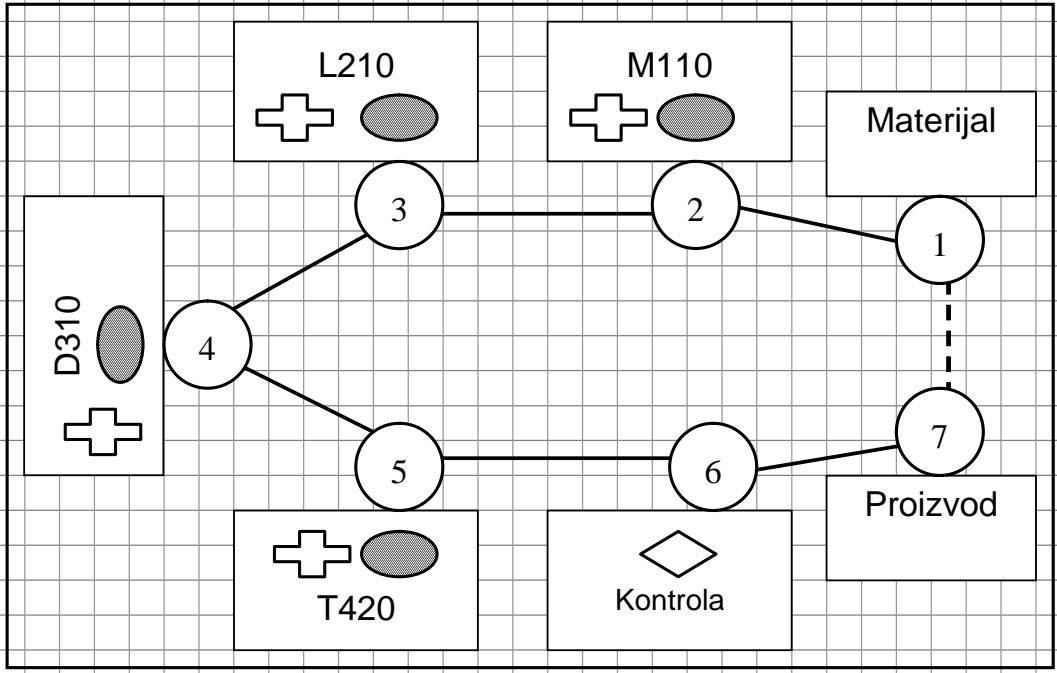 L210
M110
Materijal
3
2
1
D310
4
5
6
7
T420
Kontrola
Proizvod